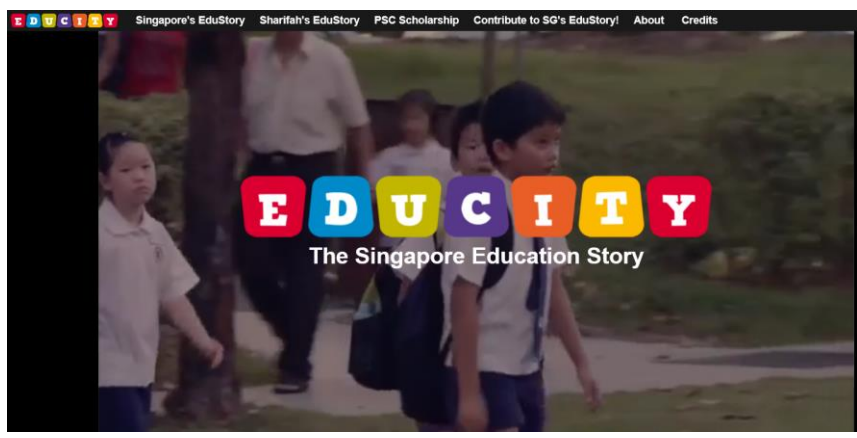 EDUCITY Singapore's EduStory Sharifah's EduStory PSC Scholarship Contribute to SG's EduStory! About Credits
EDUCITY
The Singapore Education Story